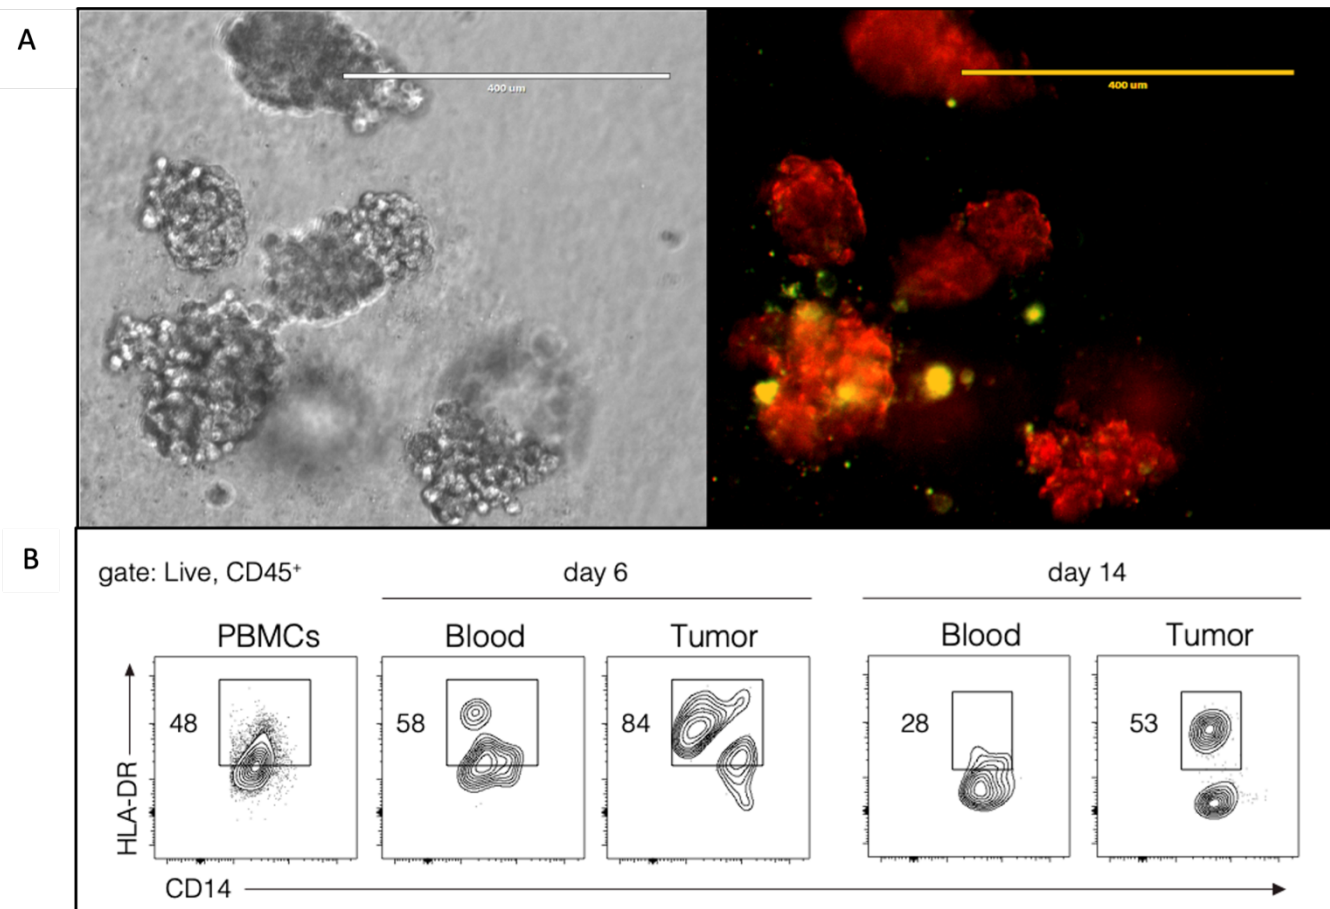 A
400 um
400 um
B
gate: Live, CD45⁺
day 6
day 14
PBMCs
Blood
Tumor
Blood
Tumor
48
58
84
28
53
HLA-DR
CD14